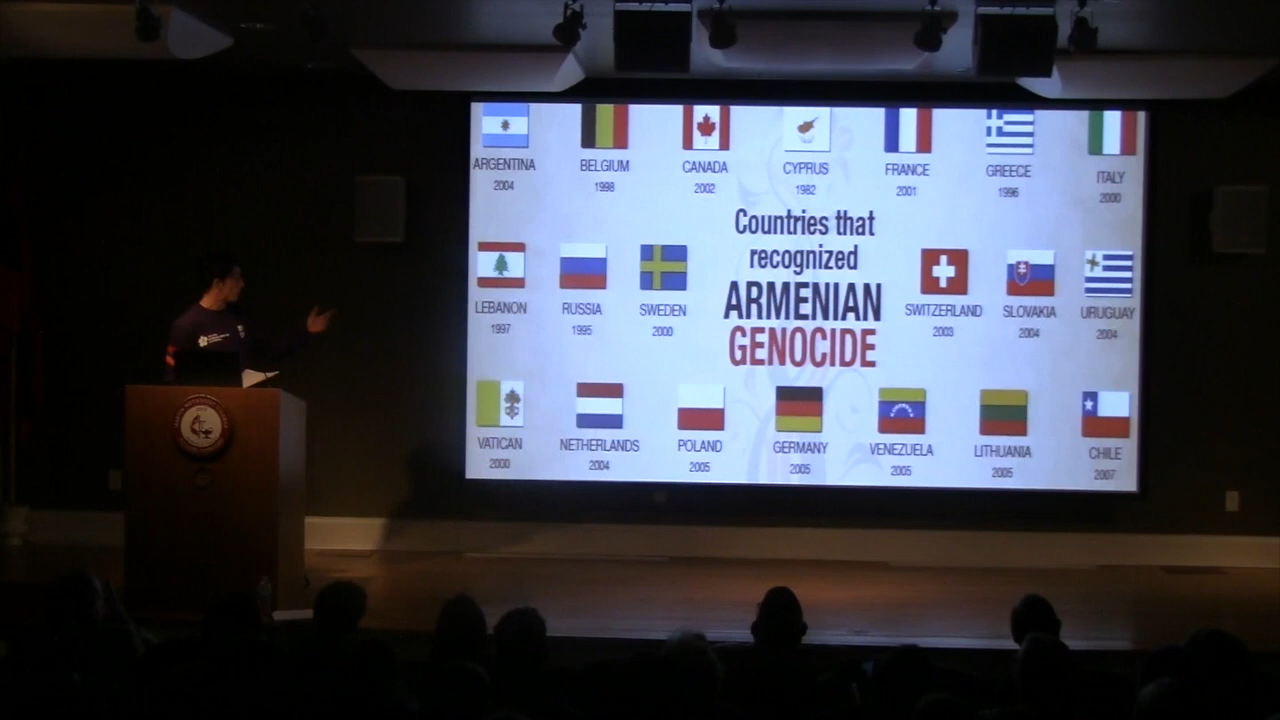 ARGENTINA
2004
BELGIUM
1998
CANADA
2002
CYPRUS
1982
FRANCE
2001
GREECE
1996
ITALY
2000
Countries that
recognized
ARMENIAN
GENOCIDE
LEBANON
1997
RUSSIA
1995
SWEDEN
2000
SWITZERLAND
2003
SLOVAKIA
2004
URUGUAY
2004
VATICAN
2000
NETHERLANDS
2004
POLAND
2005
GERMANY
2005
VENEZUELA
2005
LITHUANIA
2005
CHILE
2007